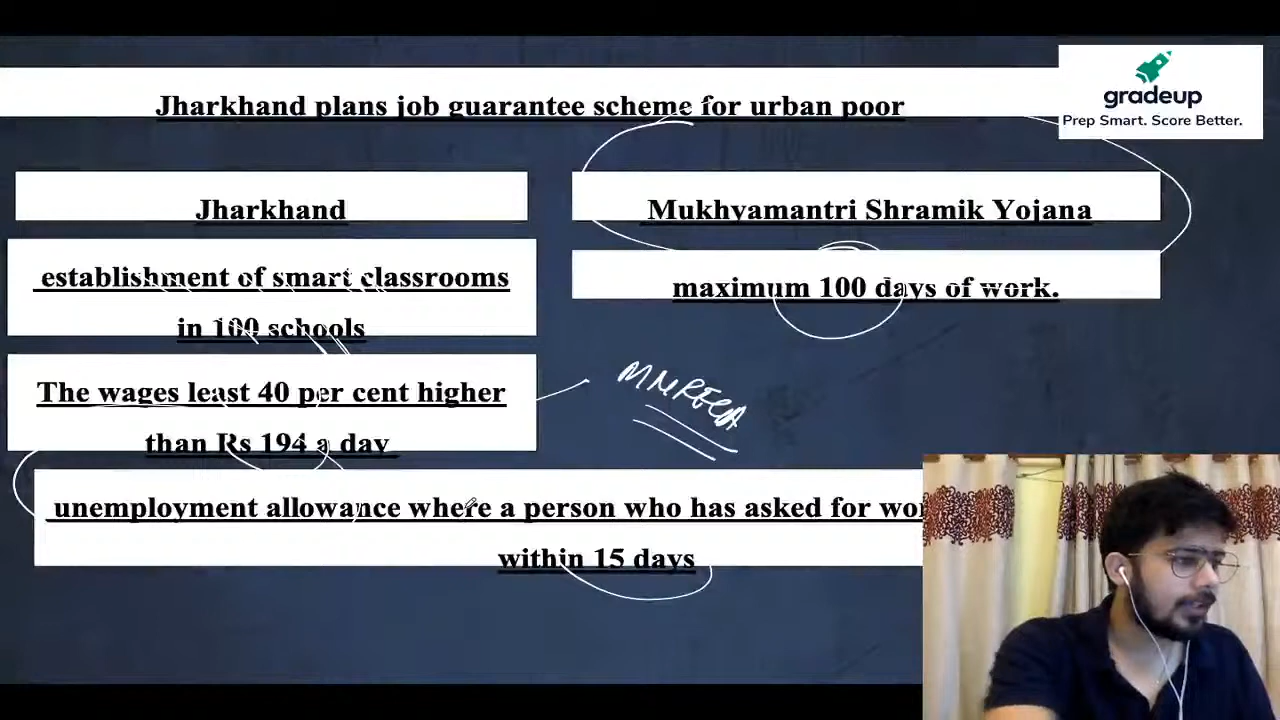 Jharkhand plans job guarantee scheme for urban poor
gradeup
Prep Smart. Score Better.
Jharkhand
Mukhyamantri Shramik Yojana
establishment of smart classrooms
in 100 schools
maximum 100 days of work.
The wages least 40 per cent higher
than Rs 194 a day
MNREGA
unemployment allowance where a person who has asked for wor
within 15 days